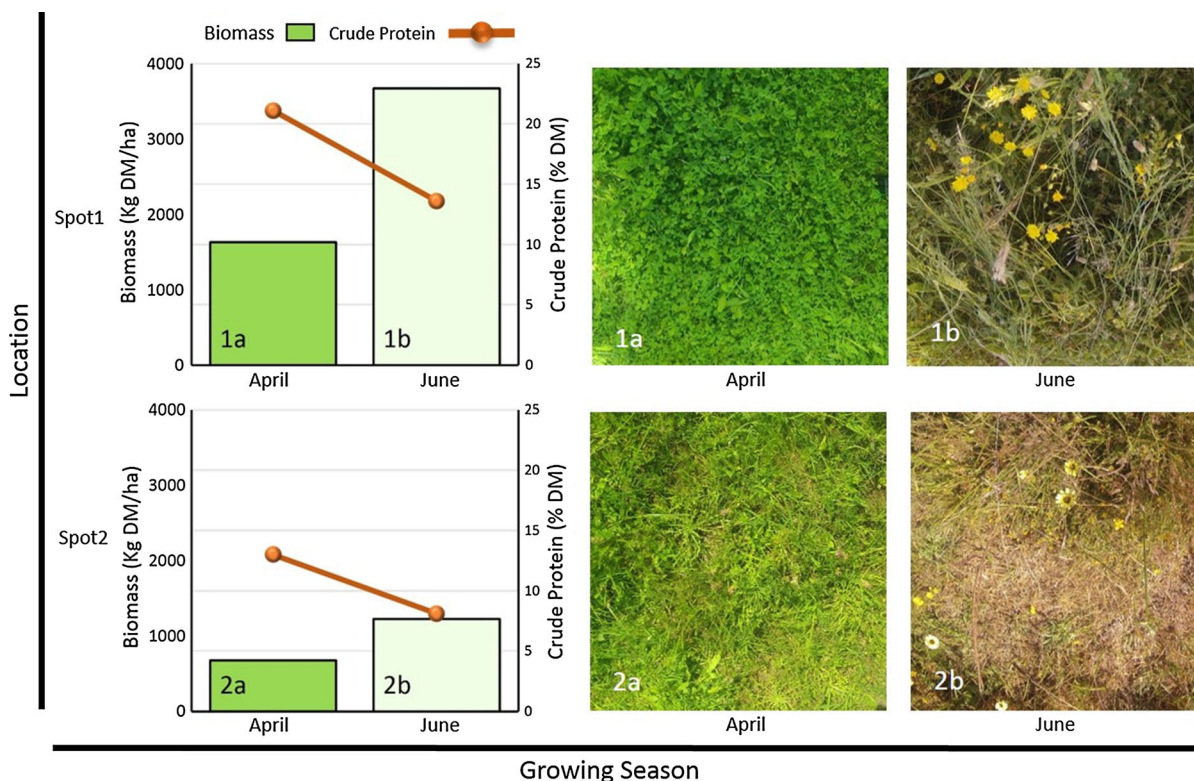 Biomass Crude Protein
4000
3000
2000
1000
0
Biomass (Kg DM/ha)
25
20
15
10
5
0
Crude Protein (% DM)
Spot1
1a
1b
April
June
1a
April
1b
June
Location
4000
3000
2000
1000
0
Biomass (Kg DM/ha)
25
20
15
10
5
0
Crude Protein (% DM)
Spot2
2a
2b
April
June
2a
April
2b
June
Growing Season